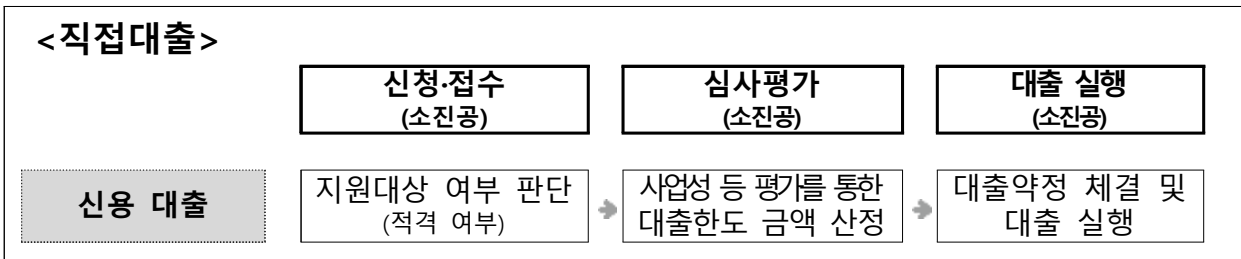 <직접대출>
신청·접수
(소진공)
심사평가
(소진공)
대출 실행
(소진공)
신용 대출
지원대상 여부 판단
(적격 여부)
사업성 등 평가를 통한
대출한도 금액 산정
대출약정 체결 및
대출 실행